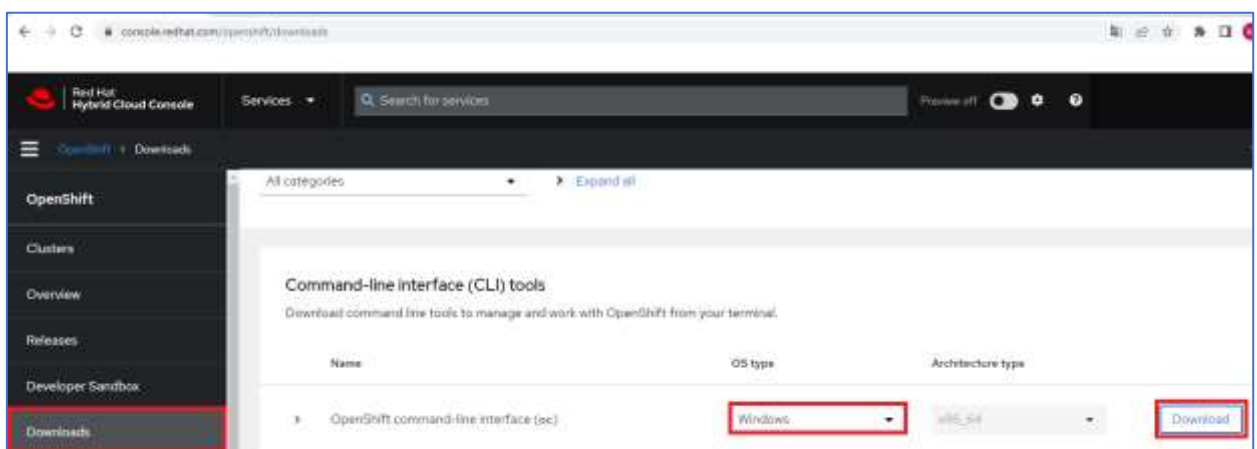 console.redhat.com/openshift/downloads
Red Hat
Hybrid Cloud Console
Services
Search for services
Preview off
OpenShift > Downloads
All categories
Expand all
OpenShift
Clusters
Overview
Releases
Developer Sandbox
Downloads
Command-line interface (CLI) tools
Download command line tools to manage and work with OpenShift from your terminal.
Name OS type Architecture type
OpenShift command-line interface (oc) Windows x86_64 Download